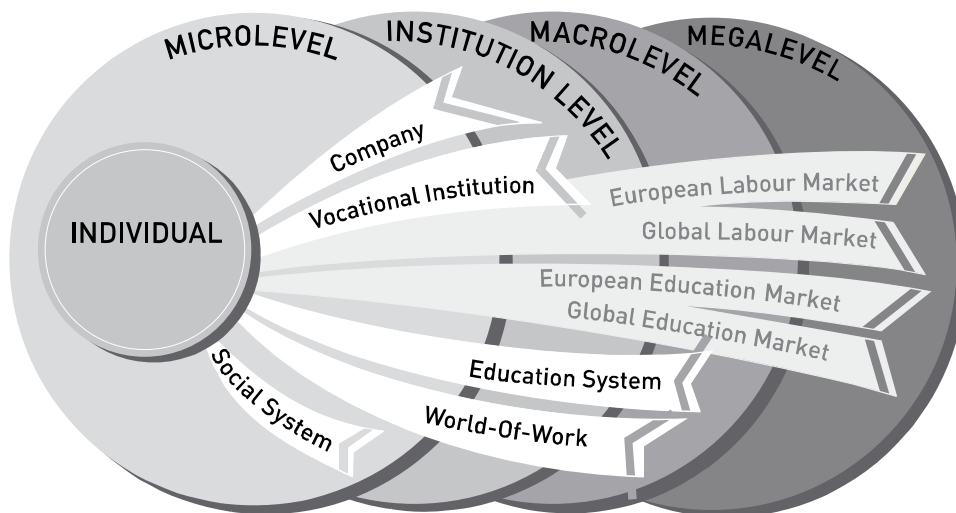 MICROLEVEL
INSTITUTION LEVEL
MACROLEVEL
MEGALEVEL
INDIVIDUAL
Company
Vocational Institution
European Labour Market
Global Labour Market
European Education Market
Global Education Market
Education System
World-Of-Work
Social System